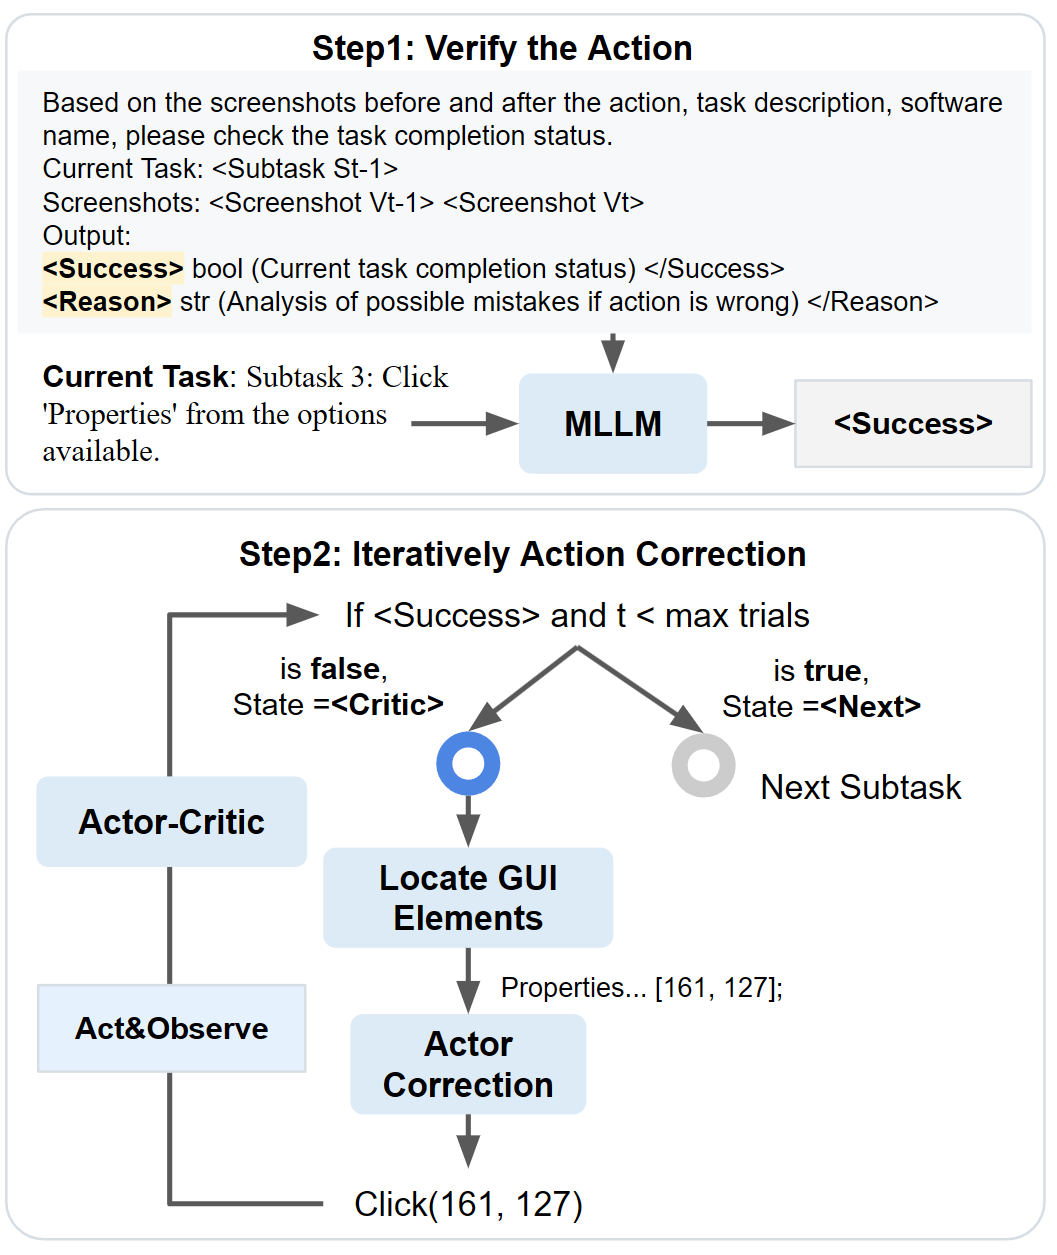 Step1: Verify the Action
Based on the screenshots before and after the action, task description, software
name, please check the task completion status.
Current Task: <Subtask St-1>
Screenshots: <Screenshot Vt-1> <Screenshot Vt>
Output:
<Success> bool (Current task completion status) </Success>
<Reason> str (Analysis of possible mistakes if action is wrong) </Reason>
Current Task: Subtask 3: Click
'Properties' from the options
available.
MLLM
<Success>
Step2: Iteratively Action Correction
If <Success> and t < max trials
is false,
State =<Critic>
is true,
State =<Next>
Next Subtask
Actor-Critic
Locate GUI
Elements
Properties... [161, 127];
Act&Observe
Actor
Correction
Click(161, 127)